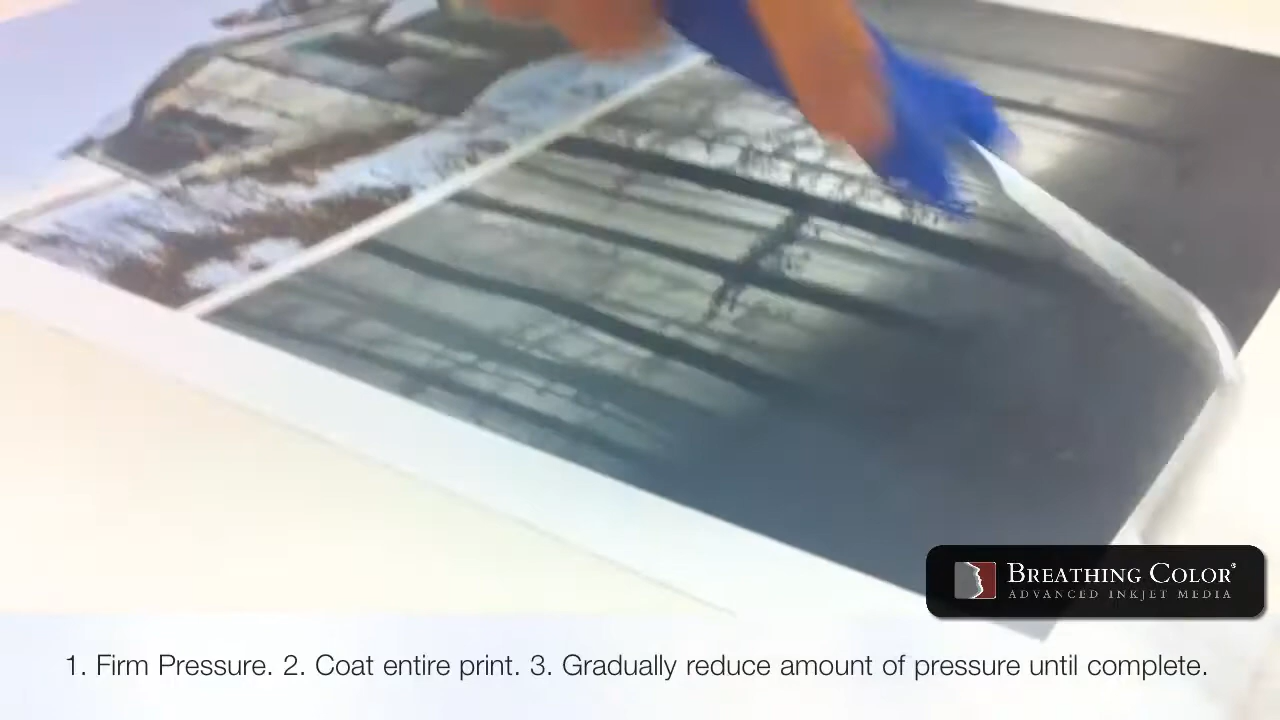 BREATHING COLOR®
ADVANCED INKJET MEDIA
1. Firm Pressure. 2. Coat entire print. 3. Gradually reduce amount of pressure until complete.